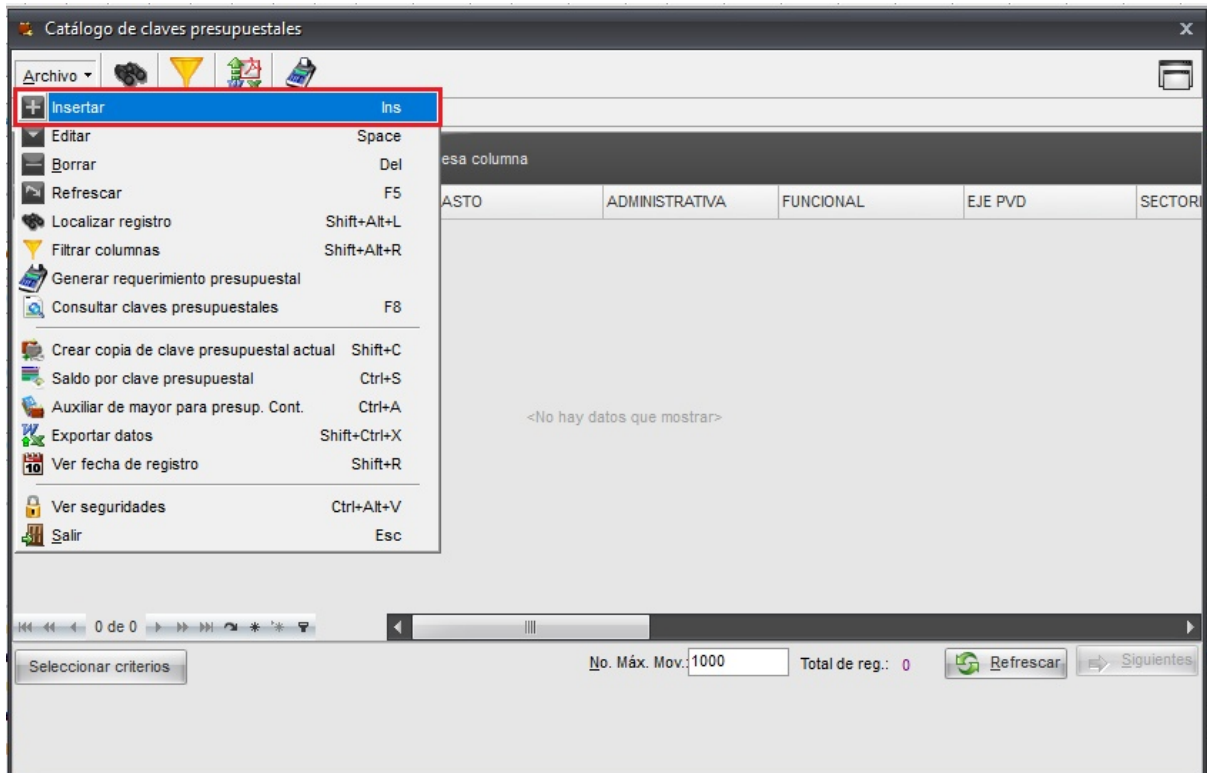 Catálogo de claves presupuestales
x
Archivo
Insertar Ins
Editar Space
Borrar Del
esa columna
Refrescar F5
ASTO ADMINISTRATIVA FUNCIONAL EJE PVD SECTORI
Localizar registro Shift+Alt+L
Filtrar columnas Shift+Alt+R
Generar requerimiento presupuestal
Consultar claves presupuestales F8
Crear copia de clave presupuestal actual Shift+C
Saldo por clave presupuestal Ctrl+S
Auxiliar de mayor para presup. Cont. Ctrl+A
<No hay datos que mostrar>
Exportar datos Shift+Ctrl+X
Ver fecha de registro Shift+R
Ver seguridades Ctrl+Alt+V
Salir Esc
0 de 0
Seleccionar criterios No. Máx. Mov.: 1000 Total de reg.: 0 Refrescar Siguientes